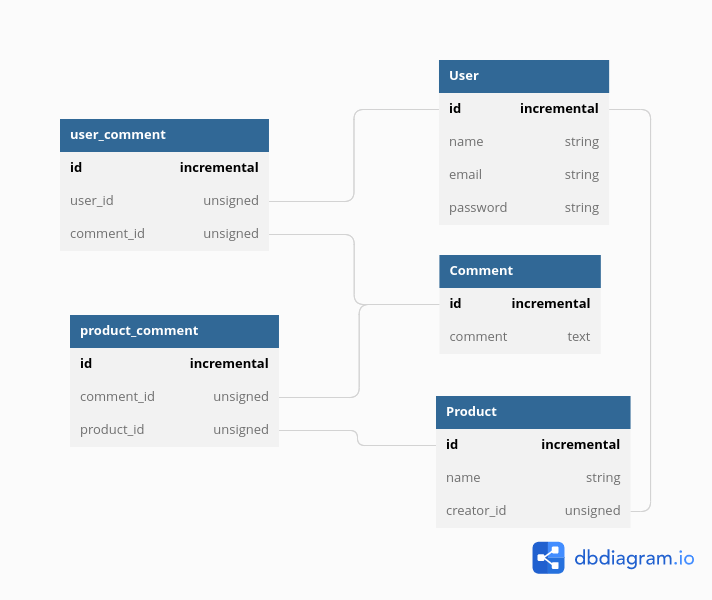 user_comment
id incremental
user_id unsigned
comment_id unsigned
product_comment
id incremental
comment_id unsigned
product_id unsigned
User
id incremental
name string
email string
password string
Comment
id incremental
comment text
Product
id incremental
name string
creator_id unsigned
dbdiagram.io